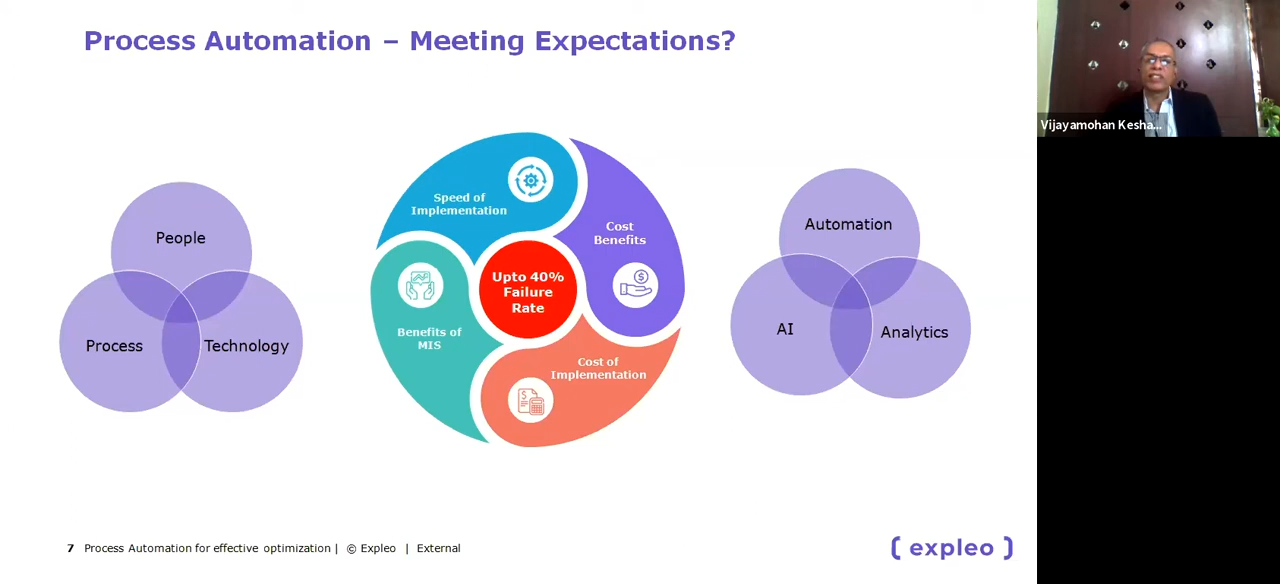 Process Automation – Meeting Expectations?
Vijayamohan Kesha...
People
Process
Technology
Speed of
Implementation
Cost
Benefits
Upto 40%
Failure
Rate
Benefits of
MIS
Cost of
Implementation
Automation
AI
Analytics
7 Process Automation for effective optimization | © Expleo | External
( expleo )